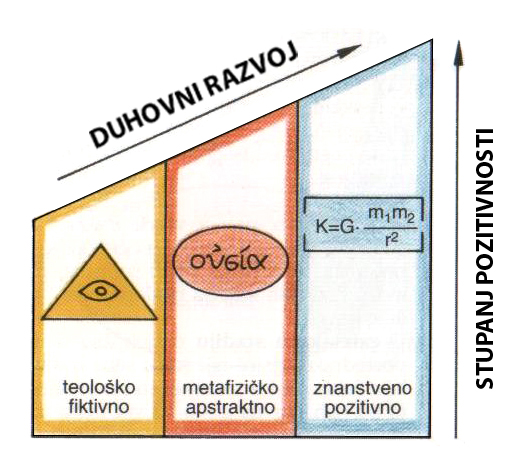 DUHOVNI RAZVOJ
STUPANJ POZITIVNOSTI
οὐσία
K=G· m₁m₂/r²
teološko
fiktivno
metafizičko
apstraktno
znanstveno
pozitivno